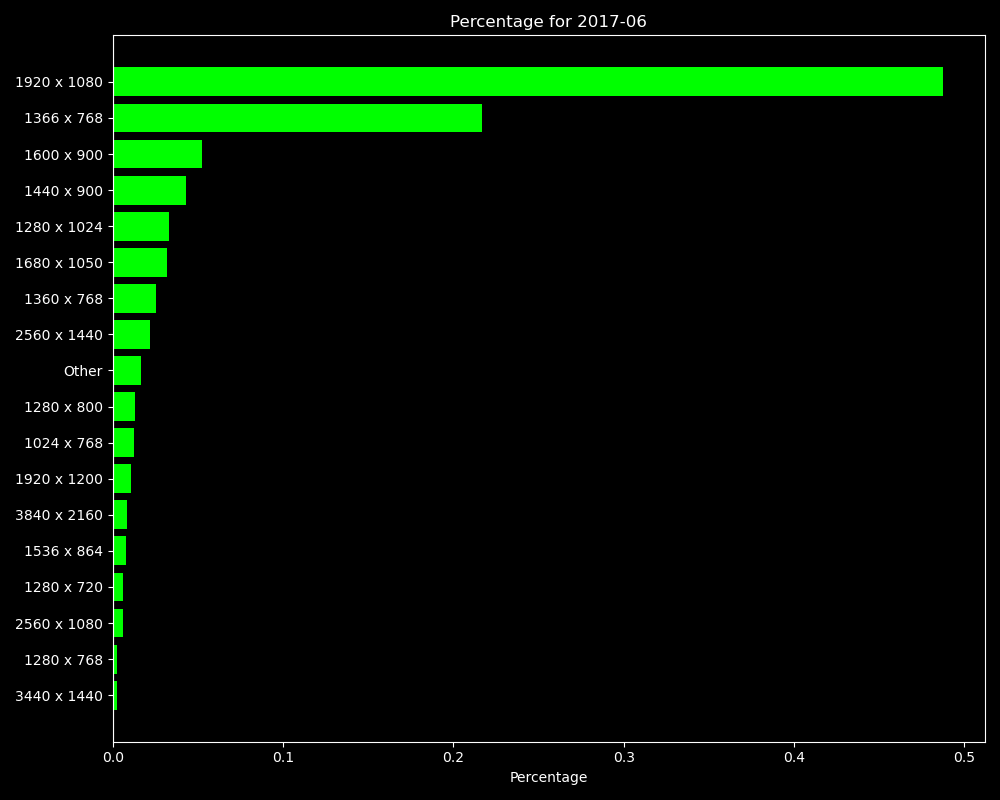 Percentage for 2017-06
1920 x 1080
1366 x 768
1600 x 900
1440 x 900
1280 x 1024
1680 x 1050
1360 x 768
2560 x 1440
Other
1280 x 800
1024 x 768
1920 x 1200
3840 x 2160
1536 x 864
1280 x 720
2560 x 1080
1280 x 768
3440 x 1440
0.0 0.1 0.2 0.3 0.4 0.5
Percentage